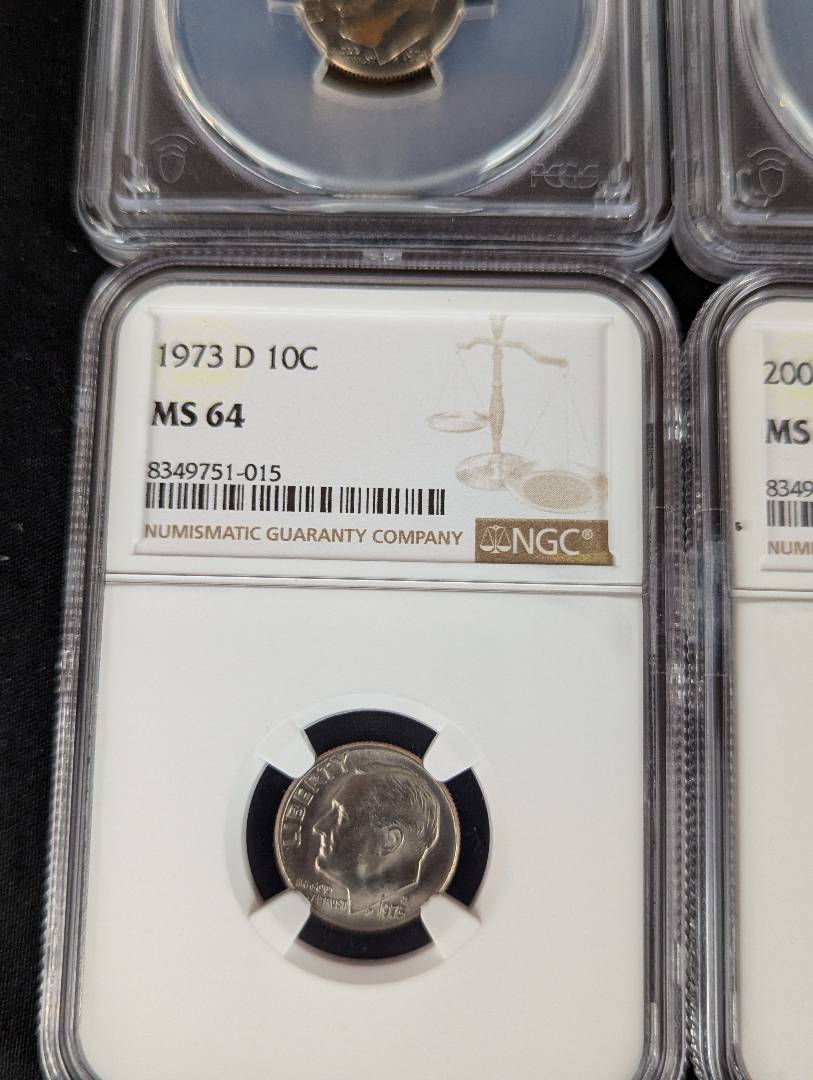 PCGS
1973 D 10C
MS 64
8349751-015
NUMISMATIC GUARANTY COMPANY NGC®
LIBERTY
IN GOD
TRUST
1973
D
200
MS
8349
NUMI